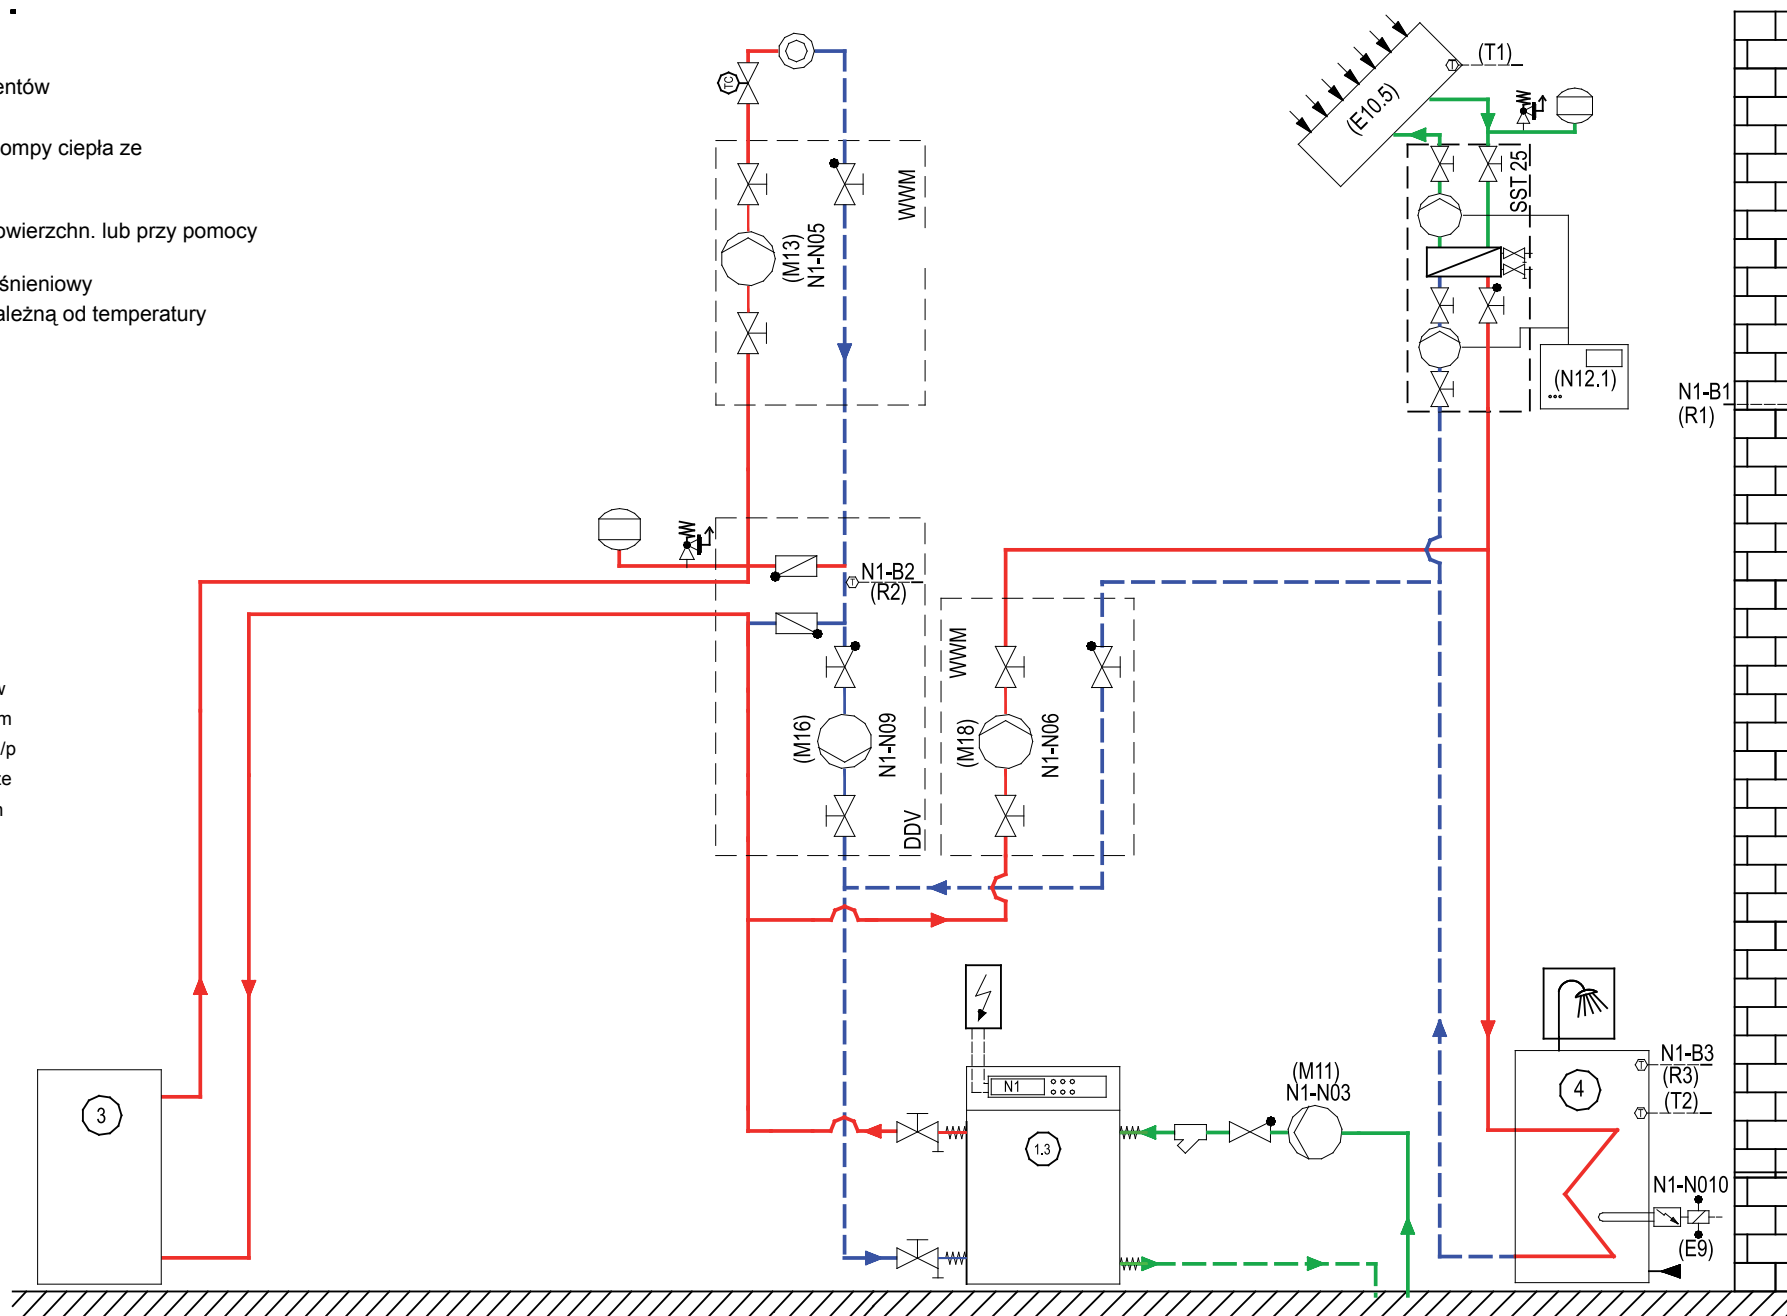 entów
ompy ciepła ze
owierzchn. lub przy pomocy
śnieniowy
ależną od temperatury
w
m
/p
ze
n
TC
WWM
(M13)
N1-N05
(T1)
(E10.5)
SST 25
(N12.1)
N1-B1
(R1)
W
W
N1-B2
(R2)
T
T
WWM
(M16)
N1-N09
(M18)
N1-N06
DDV
N1
1.3
(M11)
N1-N03
3
4
N1-B3
(R3)
(T2)
T
T
N1-N010
(E9)